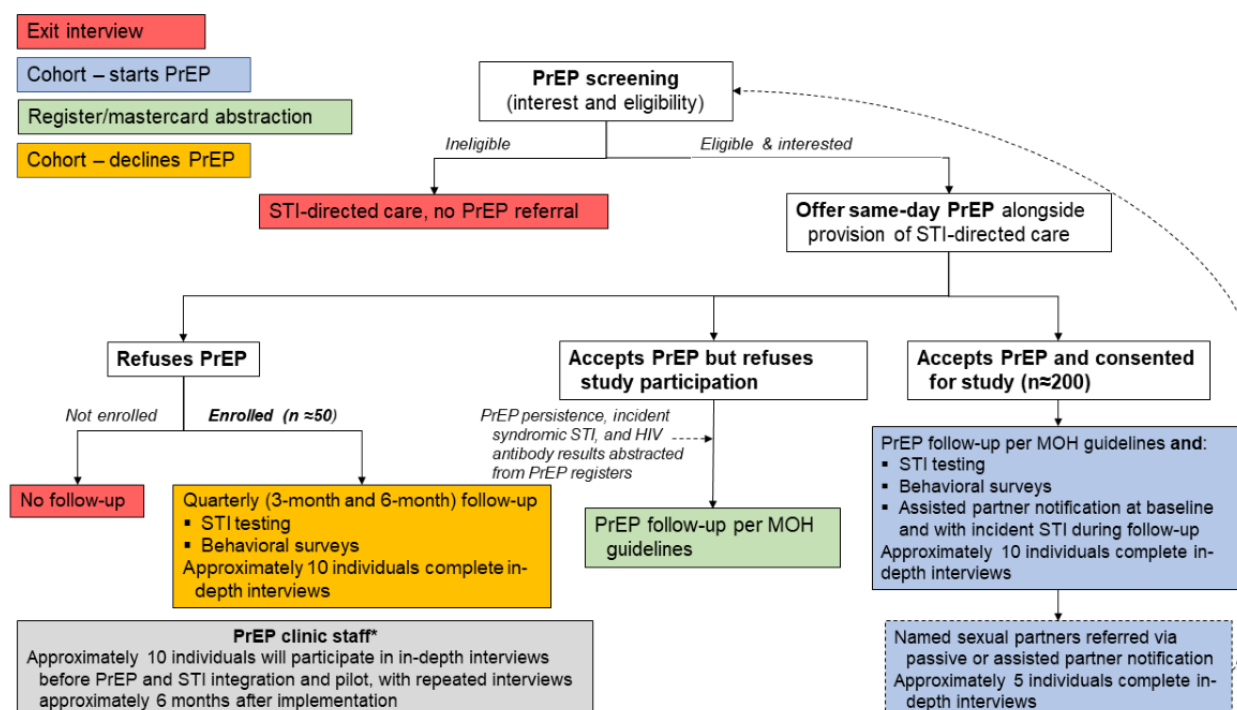 Exit interview
Cohort – starts PrEP
Register/mastercard abstraction
Cohort – declines PrEP
PrEP screening
(interest and eligibility)
Ineligible
Eligible & interested
STI-directed care, no PrEP referral
Offer same-day PrEP alongside
provision of STI-directed care
Refuses PrEP
Accepts PrEP but refuses
study participation
Accepts PrEP and consented
for study (n≈200)
Not enrolled
Enrolled (n ≈50)
PrEP persistence, incident
syndromic STI, and HIV
antibody results abstracted
from PrEP registers
No follow-up
Quarterly (3-month and 6-month) follow-up
▪ STI testing
▪ Behavioral surveys
Approximately 10 individuals complete in-
depth interviews
PrEP follow-up per MOH
guidelines
PrEP follow-up per MOH guidelines and:
▪ STI testing
▪ Behavioral surveys
▪ Assisted partner notification at baseline
and with incident STI during follow-up
Approximately 10 individuals complete in-
depth interviews
PrEP clinic staff*
Approximately 10 individuals will participate in in-depth interviews
before PrEP and STI integration and pilot, with repeated interviews
approximately 6 months after implementation
Named sexual partners referred via
passive or assisted partner notification
Approximately 5 individuals complete in-
depth interviews